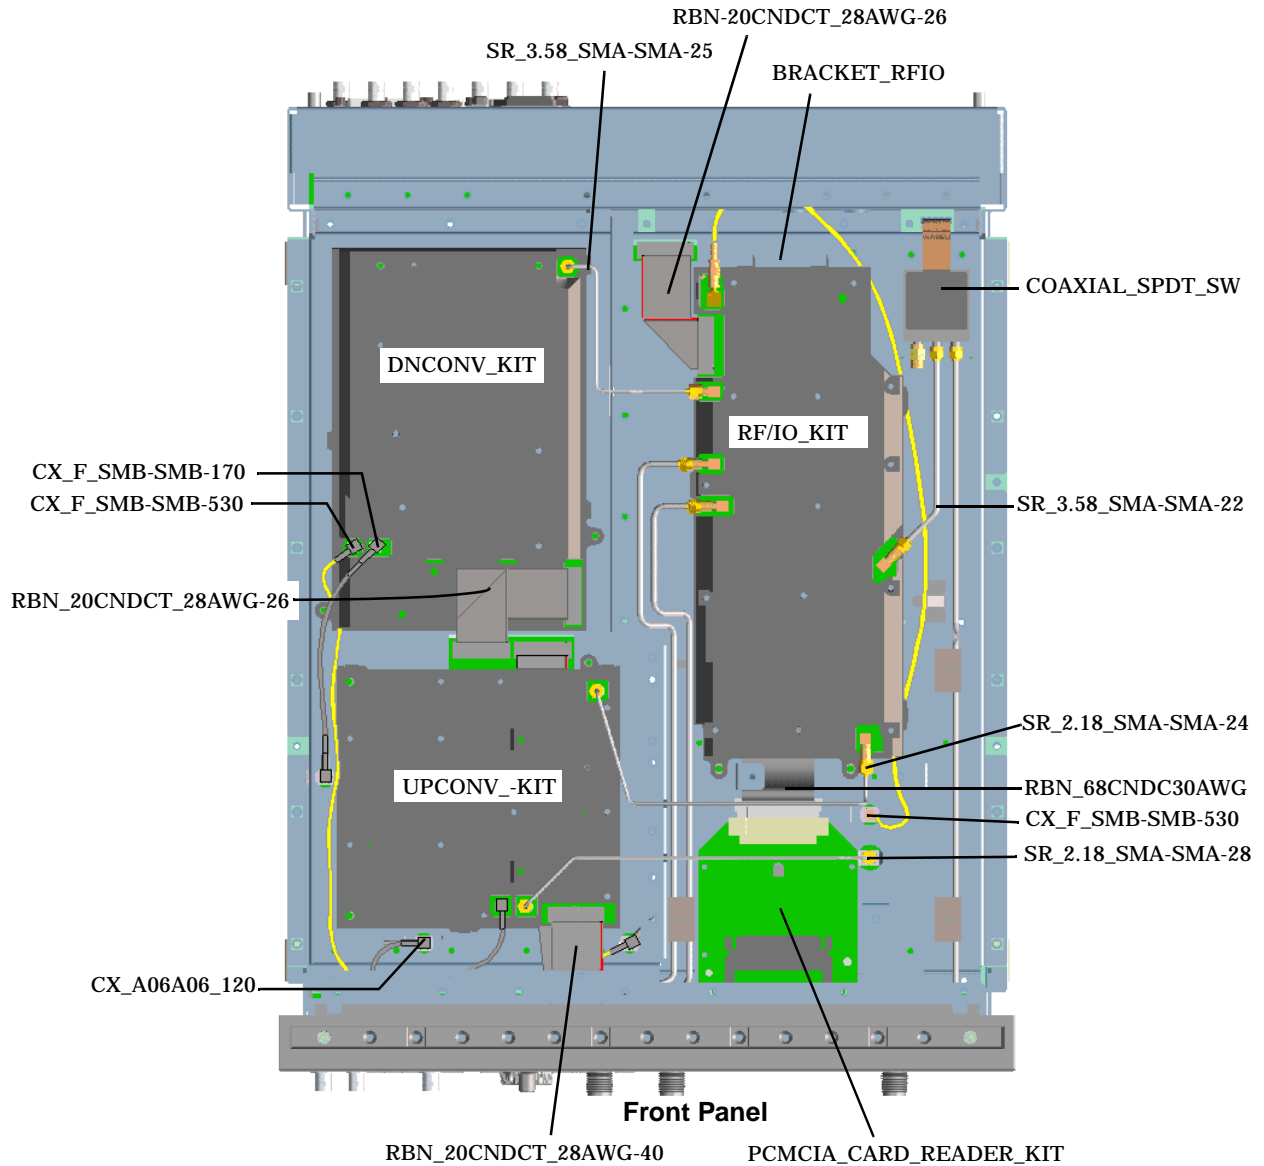 RBN-20CNDCT_28AWG-26
SR_3.58_SMA-SMA-25
BRACKET_RFIO
COAXIAL_SPDT_SW
DNCONV_KIT
RF/IO_KIT
CX_F_SMB-SMB-170
CX_F_SMB-SMB-530
SR_3.58_SMA-SMA-22
RBN_20CNDCT_28AWG-26
SR_2.18_SMA-SMA-24
UPCONV_-KIT
RBN_68CNDC30AWG
CX_F_SMB-SMB-530
SR_2.18_SMA-SMA-28
CX_A06A06_120
Front Panel
RBN_20CNDCT_28AWG-40
PCMCIA_CARD_READER_KIT